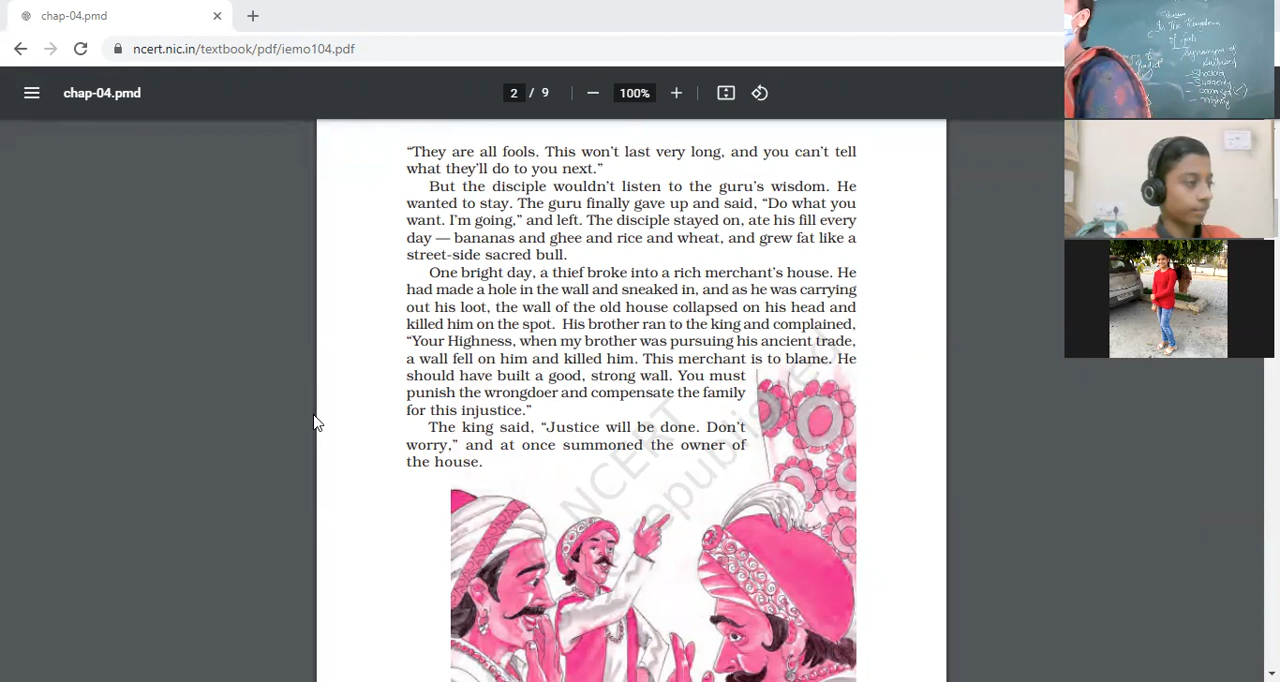 chap-04.pmd
ncert.nic.in/textbook/pdf/iemo104.pdf
chap-04.pmd
2 / 9
100%
“They are all fools. This won’t last very long, and you can’t tell
what they’ll do to you next.”
But the disciple wouldn’t listen to the guru’s wisdom. He
wanted to stay. The guru finally gave up and said, “Do what you
want. I’m going,” and left. The disciple stayed on, ate his fill every
day — bananas and ghee and rice and wheat, and grew fat like a
street-side sacred bull.
One bright day, a thief broke into a rich merchant’s house. He
had made a hole in the wall and sneaked in, and as he was carrying
out his loot, the wall of the old house collapsed on his head and
killed him on the spot. His brother ran to the king and complained,
“Your Highness, when my brother was pursuing his ancient trade,
a wall fell on him and killed him. This merchant is to blame. He
should have built a good, strong wall. You must
punish the wrongdoer and compensate the family
for this injustice.”
The king said, “Justice will be done. Don’t
worry,” and at once summoned the owner of
the house.
NCERT
republished
In The Kingdom
of fools
Synonym of